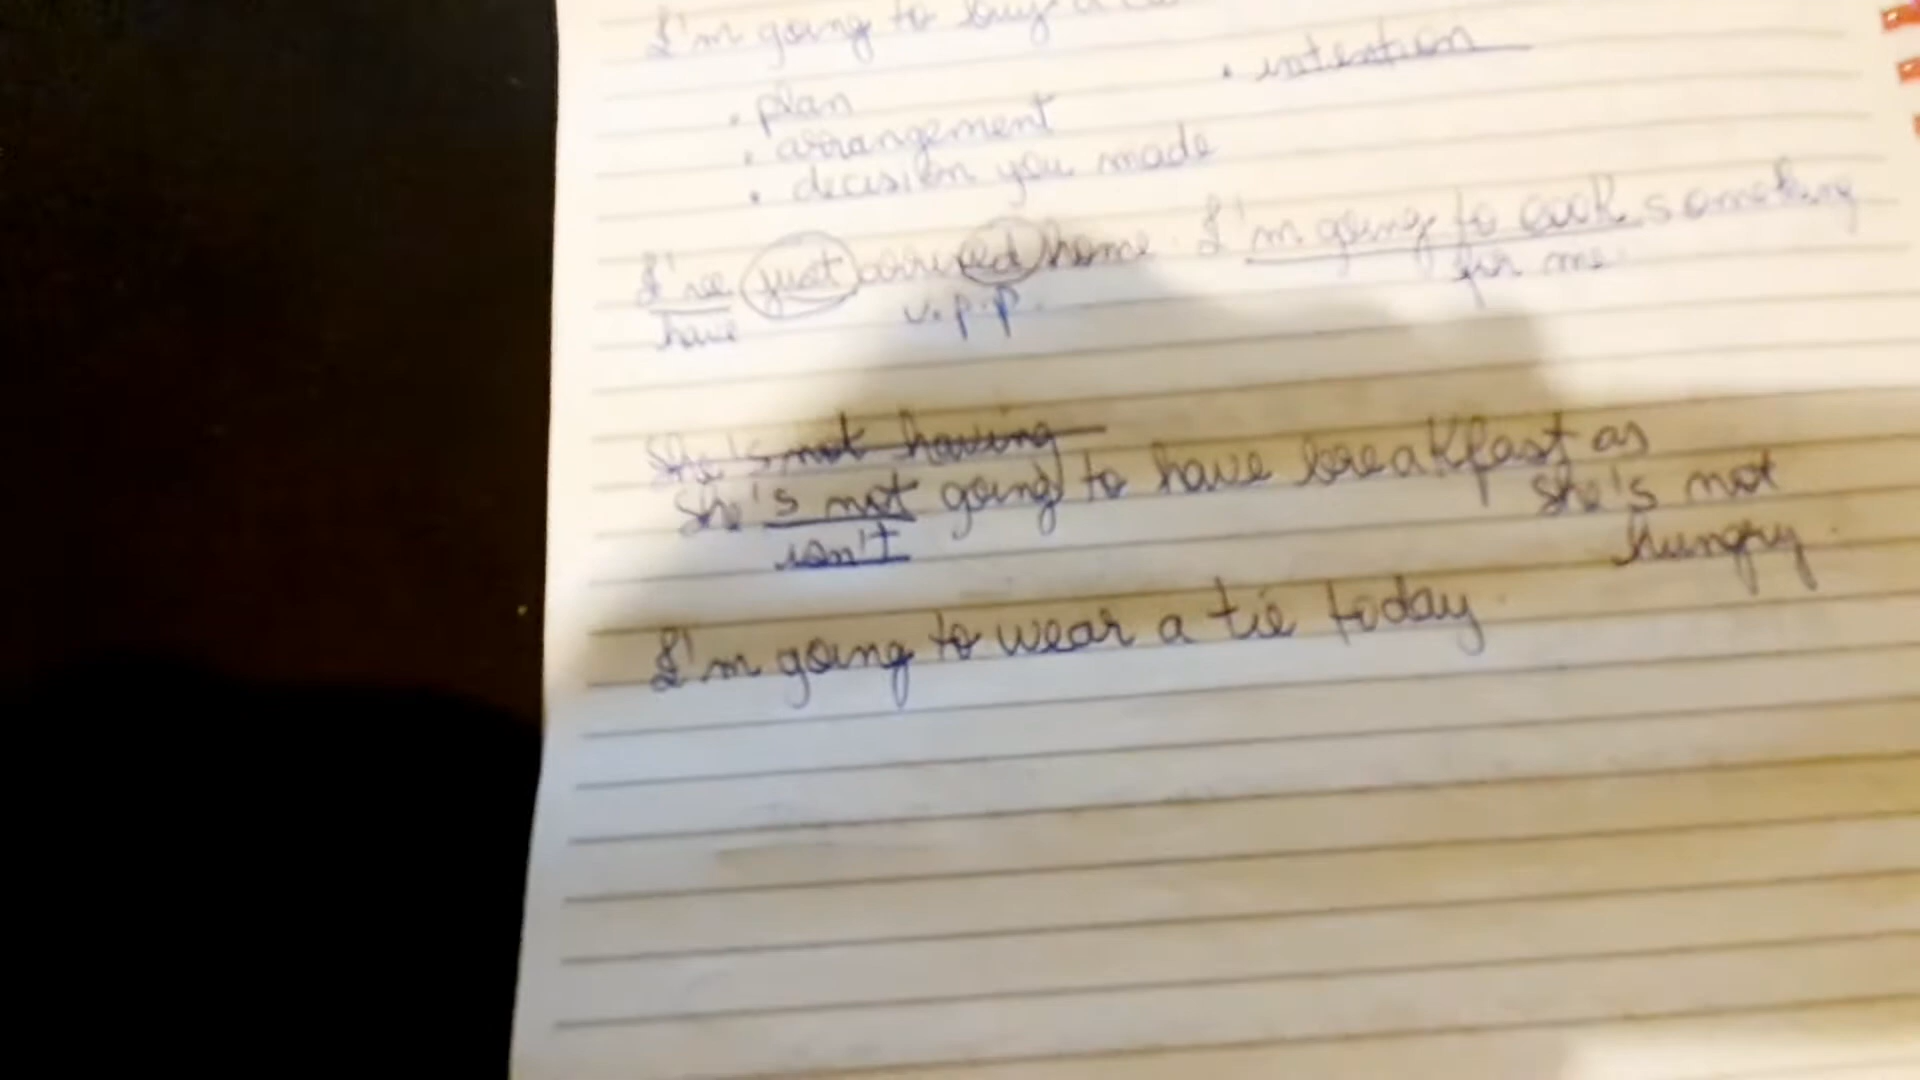 I'm going to buy a
• plan
• intention
• arrangement
• decision you made
I've just arrived home. I'm going to cook something
for me.
have
v.p.p.
She's not having
She's not going to have breakfast as
she's not
isn't
hungry.
I'm going to wear a tie today.